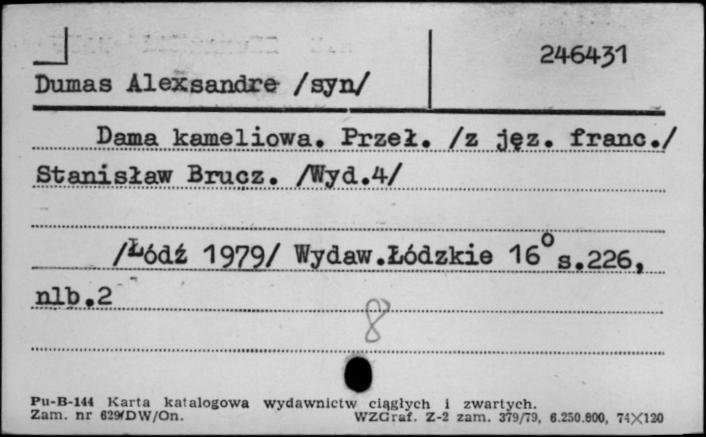 246431
Dumas Alexsandre /syn/
Dama kameliowa. Przeł. /z jęz. franc./
Stanisław Brucz. /Wyd.4/
/Łódź 1979/ Wydaw.Łódzkie 16° s.226,
nlb.2
8
Pu-B-144 Karta katalogowa wydawnictw ciągłych i zwartych.
Zam. nr 629/DW/On. WZGraf. Z-2 zam. 379/79, 6.250.000, 74X120